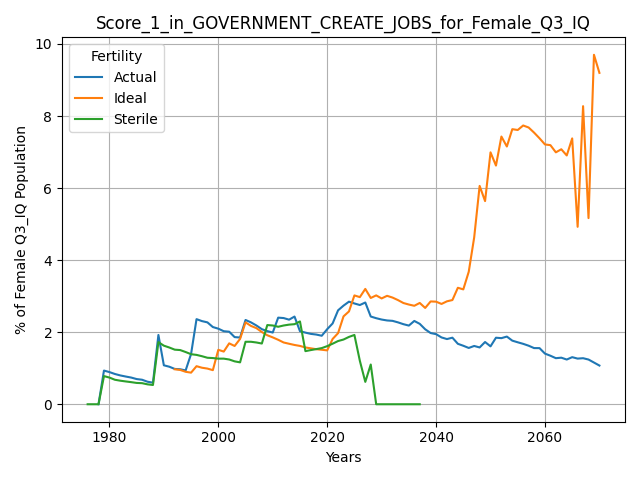 Score_1_in_GOVERNMENT_CREATE_JOBS_for_Female_Q3_IQ
Fertility
Actual
Ideal
Sterile
% of Female Q3_IQ Population
10
8
6
4
2
0
1980
2000
2020
2040
2060
Years